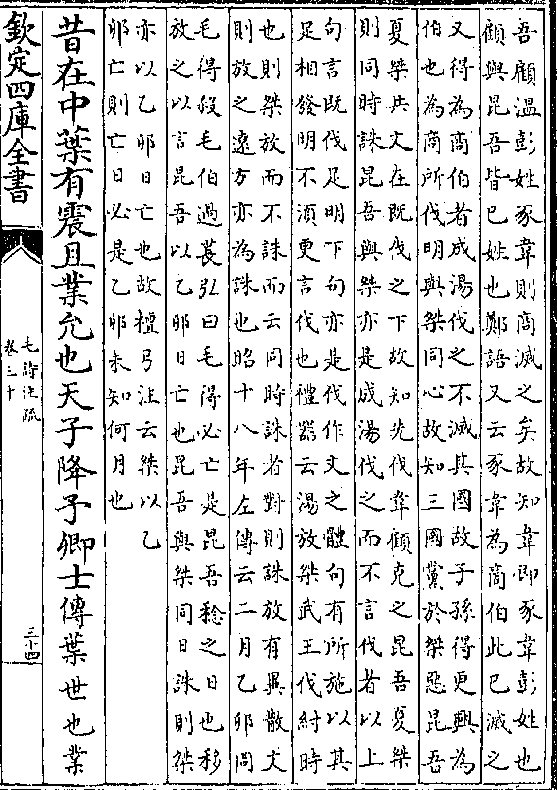 吾顧溫彭姓豕韋則商滅之矣故知韋即豕韋彭姓也
顧與昆吾皆已姓也鄭語又云豕韋為商伯此已滅之
又得為商伯者成湯伐之不滅其國故子孫得更興為
伯也為商所伐明與桀同心故知三國黨於桀惡昆吾
夏桀共文在既伐之下故知先伐韋顧克之昆吾夏桀
則同時誅昆吾與桀亦是成湯伐之而不言伐者以上
句言既伐足明下句亦是伐作文之體句有所施以其
足相發明不須更言伐也禮器云湯放桀武王伐紂時
也則桀放而不誅而云同時誅者對則誅放有異散文
則放之遠方亦為誅也昭十八年左傳云二月乙卯周
毛得殺毛伯過萇弘曰毛得必亡是昆吾稔之日也移
故之以言昆吾以乙卯日亡也昆吾與桀同日誅則桀
亦以乙卯日亡也故檀弓注云桀以乙
卯亡則亡日必是乙卯未知何月也
昔在中葉有震且業允也天子降予卿士傳葉世也業
欽定四庫全書
毛詩注疏
卷三十
三十四